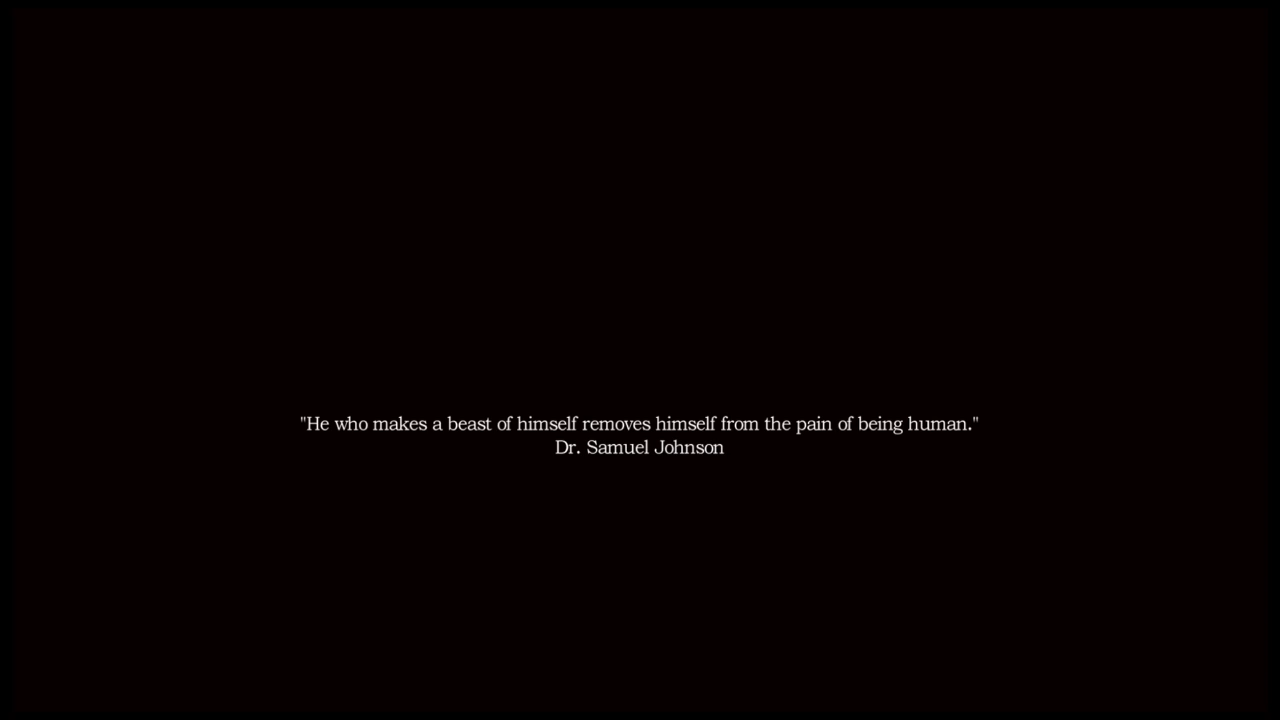 "He who makes a beast of himself removes himself from the pain of being human."
Dr. Samuel Johnson